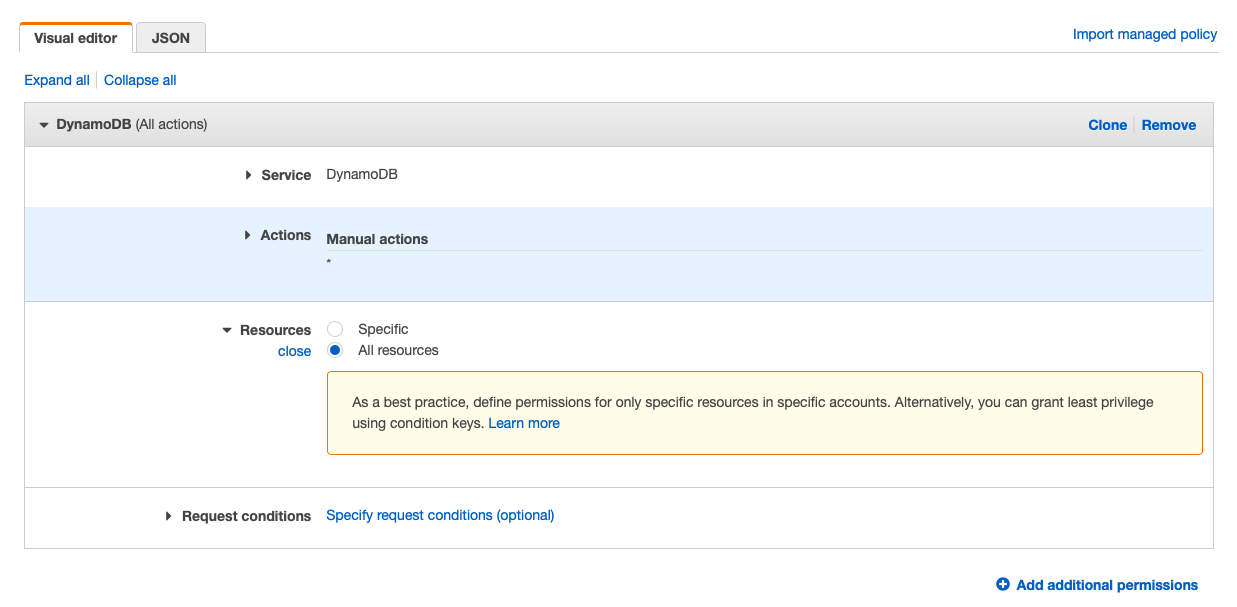 Visual editor
JSON
Import managed policy
Expand all
Collapse all
DynamoDB (All actions)
Clone
Remove
Service
DynamoDB
Actions
Manual actions
*
Resources
Specific
close
All resources
As a best practice, define permissions for only specific resources in specific accounts. Alternatively, you can grant least privilege
using condition keys. Learn more
Request conditions
Specify request conditions (optional)
Add additional permissions